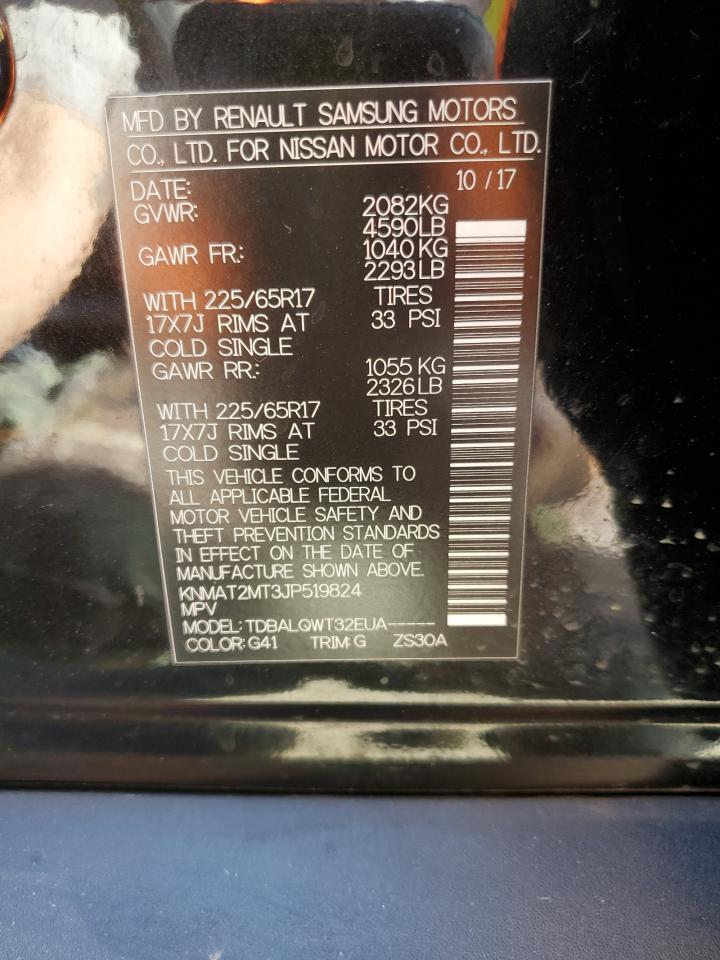 MFD BY RENAULT SAMSUNG MOTORS
CO., LTD. FOR NISSAN MOTOR CO., LTD.
DATE: 10 / 17
GVWR: 2082KG
4590LB
GAWR FR.: 1040 KG
2293 LB
WITH 225/65R17 TIRES
17X7J RIMS AT 33 PSI
COLD SINGLE
GAWR RR.: 1055 KG
2326 LB
WITH 225/65R17 TIRES
17X7J RIMS AT 33 PSI
COLD SINGLE
THIS VEHICLE CONFORMS TO
ALL APPLICABLE FEDERAL
MOTOR VEHICLE SAFETY AND
THEFT PREVENTION STANDARDS
IN EFFECT ON THE DATE OF
MANUFACTURE SHOWN ABOVE.
KNMAT2MT3JP519824
MPV
MODEL: TDBALQWT32EUA-----
COLOR: G41 TRIM: G ZS30A